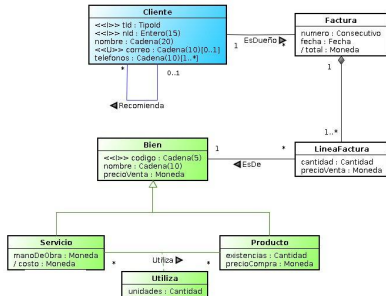 Cliente
<<I>> tId : TipoId
<<I>> nId : Entero(15)
nombre : Cadena(20)
<<U>> correo : Cadena(10)[0..1]
telefonos : Cadena(10)[1..*]
EsDueño
1
*
Factura
numero : Consecutivo
fecha : Fecha
/ total : Moneda
*
0..1
Recomienda
1
1..*
Bien
<<I>> codigo : Cadena(5)
nombre : Cadena(10)
precioVenta : Moneda
1
*
EsDe
LineaFactura
cantidad : Cantidad
precioVenta : Moneda
Servicio
manoDeObra : Moneda
/ costo : Moneda
*
Utiliza
*
Producto
existencias : Cantidad
precioCompra : Moneda
Utiliza
unidades : Cantidad